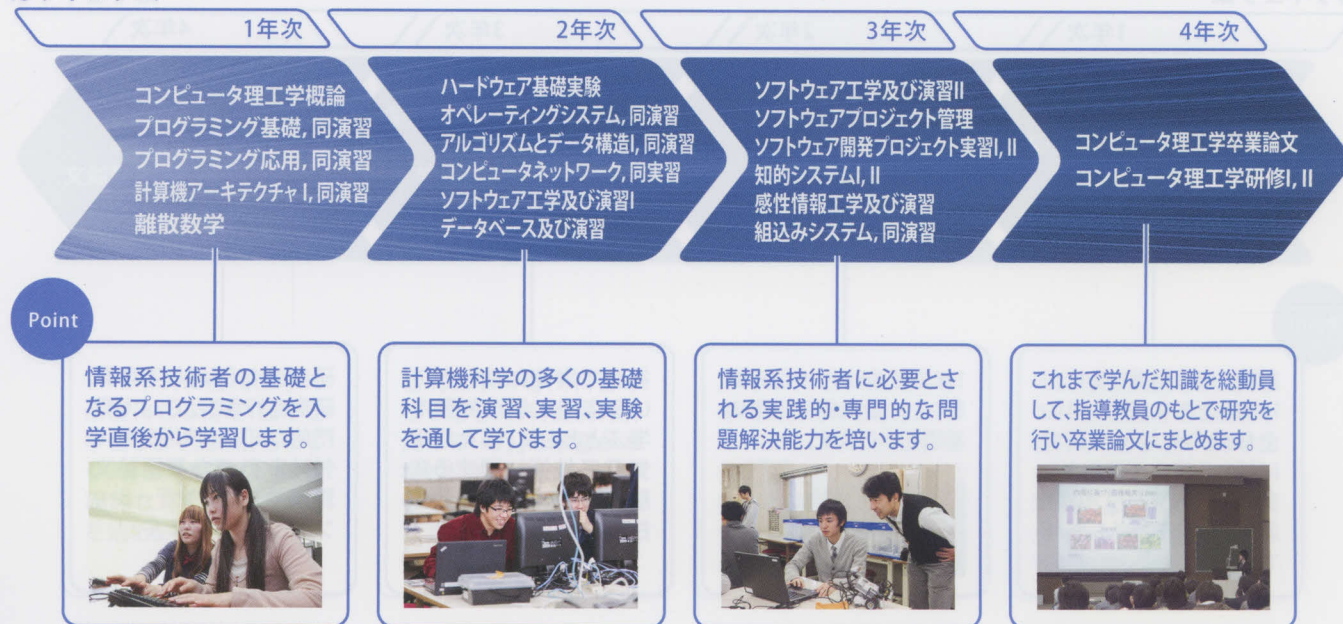 1年次
2年次
3年次
4年次
コンピュータ理工学概論
プログラミング基礎, 同演習
プログラミング応用, 同演習
計算機アーキテクチャ I, 同演習
離散数学
ハードウェア基礎実験
オペレーティングシステム, 同演習
アルゴリズムとデータ構造I, 同演習
コンピュータネットワーク, 同実習
ソフトウェア工学及び演習I
データベース及び演習
ソフトウェア工学及び演習II
ソフトウェアプロジェクト管理
ソフトウェア開発プロジェクト実習I, II
知的システムI, II
感性情報工学及び演習
組込みシステム, 同演習
コンピュータ理工学卒業論文
コンピュータ理工学研修I, II
Point
情報系技術者の基礎と
なるプログラミングを入
学直後から学習します。
計算機科学の多くの基礎
科目を演習、実習、実験
を通して学びます。
情報系技術者に必要とさ
れる実践的・専門的な問
題解決能力を培います。
これまで学んだ知識を総動員
して、指導教員のもとで研究を
行い卒業論文にまとめます。